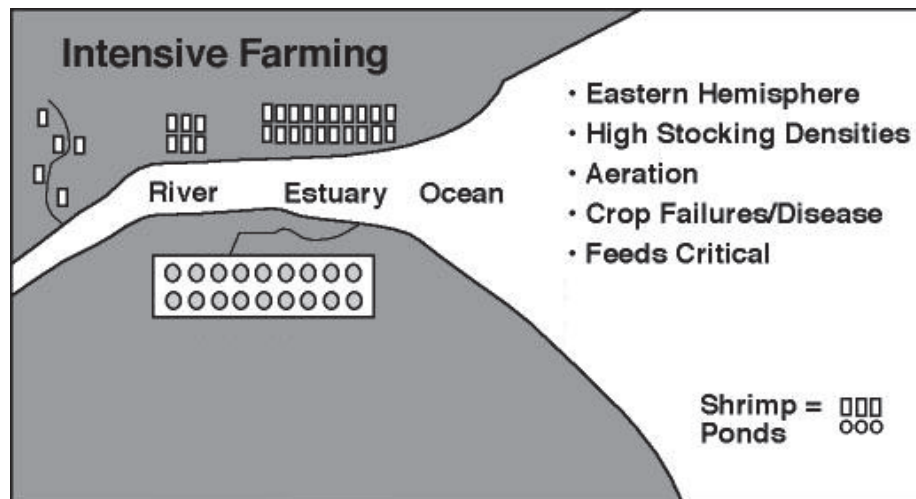 Intensive Farming
· Eastern Hemisphere
· High Stocking Densities
· Aeration
· Crop Failures/Disease
· Feeds Critical
River Estuary Ocean
Shrimp =
Ponds